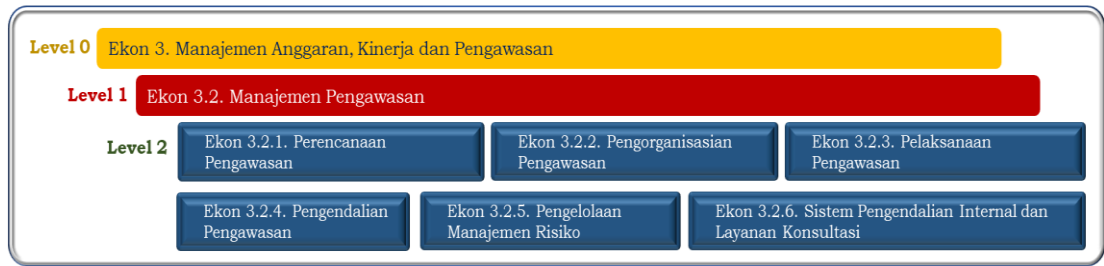 Level 0 Ekon 3. Manajemen Anggaran, Kinerja dan Pengawasan
Level 1 Ekon 3.2. Manajemen Pengawasan
Level 2
Ekon 3.2.1. Perencanaan
Pengawasan
Ekon 3.2.2. Pengorganisasian
Pengawasan
Ekon 3.2.3. Pelaksanaan
Pengawasan
Ekon 3.2.4. Pengendalian
Pengawasan
Ekon 3.2.5. Pengelolaan
Manajemen Risiko
Ekon 3.2.6. Sistem Pengendalian Internal dan
Layanan Konsultasi